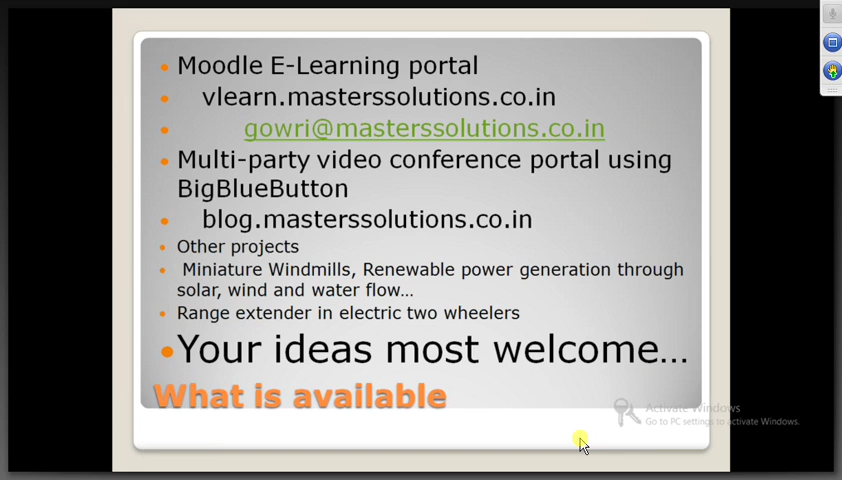 Moodle E-Learning portal
vlearn.masterssolutions.co.in
gowri@masterssolutions.co.in
Multi-party video conference portal using
BigBlueButton
blog.masterssolutions.co.in
Other projects
Miniature Windmills, Renewable power generation through
solar, wind and water flow…
Range extender in electric two wheelers
Your ideas most welcome…
What is available
Activate Windows
Go to PC settings to activate Windows.